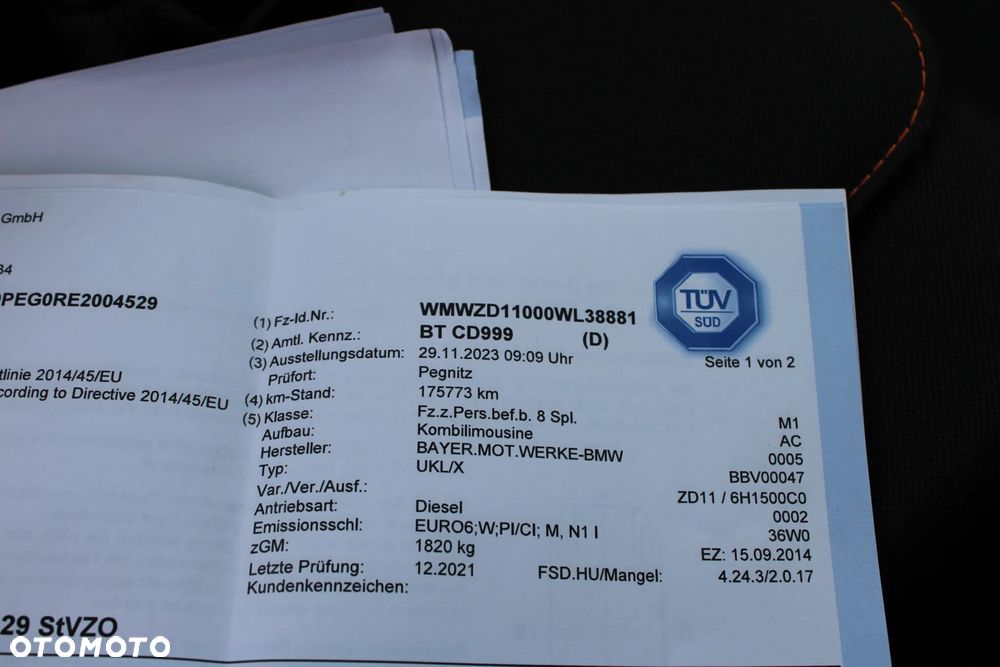 GmbH
34
PEG0RE2004529
tlinie 2014/45/EU
cording to Directive 2014/45/EU
TÜV
SÜD
Seite 1 von 2
(1) Fz-Id.Nr.: WMWZD11000WL38881
(2) Amtl. Kennz.: BT CD999 (D)
(3) Ausstellungsdatum: 29.11.2023 09:09 Uhr
Prüfort: Pegnitz
(4) km-Stand: 175773 km
(5) Klasse: Fz.z.Pers.bef.b. 8 Spl. M1
Aufbau: Kombilimousine AC
Hersteller: BAYER.MOT.WERKE-BMW 0005
Typ: UKL/X BBV00047
Var./Ver./Ausf.: ZD11 / 6H1500C0
Antriebsart: Diesel 0002
Emissionsschl: EURO6;W;PI/CI; M, N1 I 36W0
zGM: 1820 kg EZ: 15.09.2014
Letzte Prüfung: 12.2021 FSD.HU/Mangel: 4.24.3/2.0.17
Kundenkennzeichen:
29 StVZO
OTOMOTO